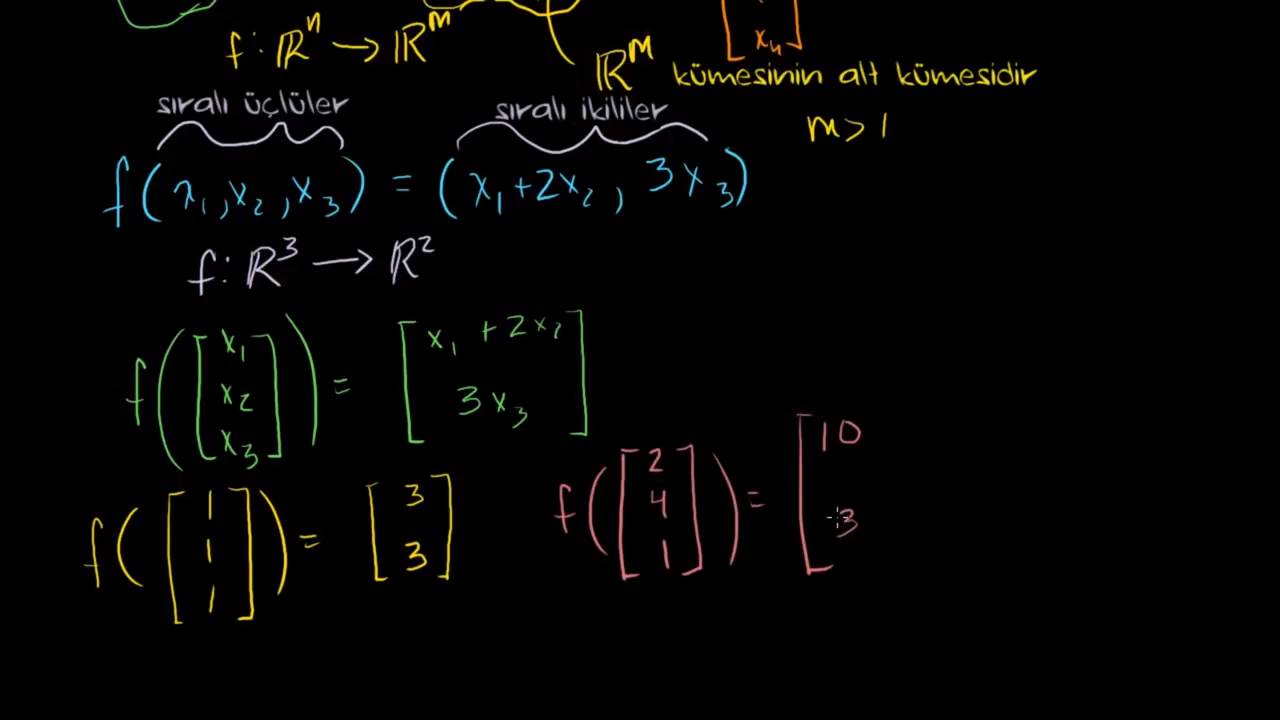 f: ℝⁿ → ℝᵐ
xₙ
ℝᵐ kümesinin alt kümesidir
m > 1
sıralı üçlüler
sıralı ikililer
f(x₁, x₂, x₃) = (x₁+2x₂, 3x₃)
f: ℝ³ → ℝ²
f([x₁ x₂ x₃]) = [x₁ + 2x₂ 3x₃]
f([1 1 1]) = [3 3]
f([2 4 1]) = [10 3